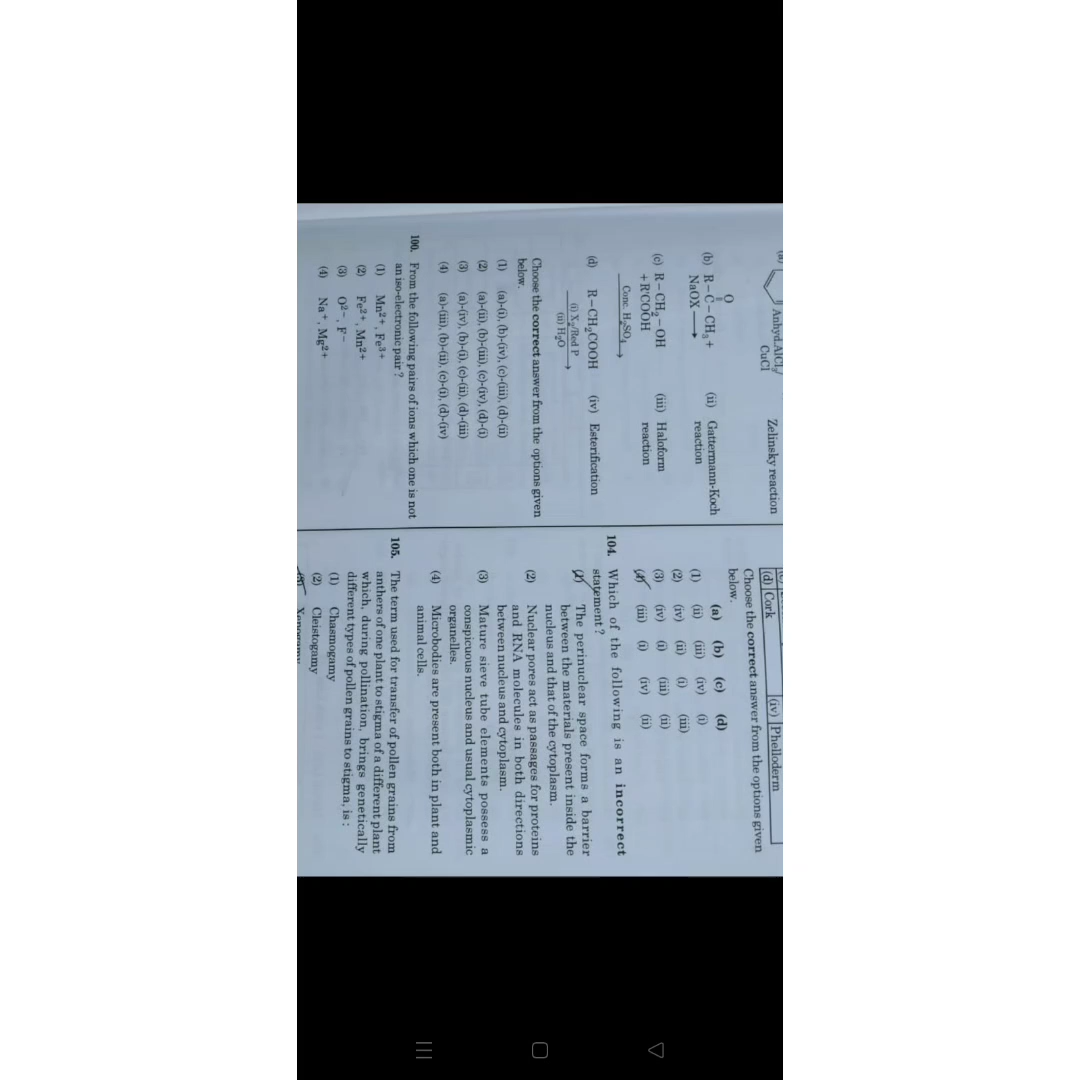 Anhyd.AlCl3/
CuCl
Zelinsky reaction
O
(b) R–C–CH3 +
NaOX ⟶
(ii) Gattermann-Koch
reaction
(c) R–CH2–OH
+ R'COOH
Conc. H2SO4
(iii) Haloform
reaction
(d) R–CH2COOH
(i) X2/Red P
(ii) H2O
(iv) Esterification
Choose the correct answer from the options given
below.
(1) (a)-(i), (b)-(iv), (c)-(iii), (d)-(ii)
(2) (a)-(ii), (b)-(iii), (c)-(iv), (d)-(i)
(3) (a)-(iv), (b)-(i), (c)-(ii), (d)-(iii)
(4) (a)-(iii), (b)-(ii), (c)-(i), (d)-(iv)
100. From the following pairs of ions which one is not
an iso-electronic pair ?
(1) Mn2+, Fe3+
(2) Fe2+, Mn2+
(3) O2–, F–
(4) Na+, Mg2+
(d) Cork (iv) Phelloderm
Choose the correct answer from the options given
below.
(a) (b) (c) (d)
(1) (ii) (iii) (iv) (i)
(2) (iv) (ii) (i) (iii)
(3) (iv) (i) (iii) (ii)
(4) (iii) (i) (iv) (ii)
104. Which of the following is an incorrect
statement ?
(1) The perinuclear space forms a barrier
between the materials present inside the
nucleus and that of the cytoplasm.
(2) Nuclear pores act as passages for proteins
and RNA molecules in both directions
between nucleus and cytoplasm.
(3) Mature sieve tube elements possess a
conspicuous nucleus and usual cytoplasmic
organelles.
(4) Microbodies are present both in plant and
animal cells.
105. The term used for transfer of pollen grains from
anthers of one plant to stigma of a different plant
which, during pollination, brings genetically
different types of pollen grains to stigma, is :
(1) Chasmogamy
(2) Cleistogamy
(3) Xenogamy